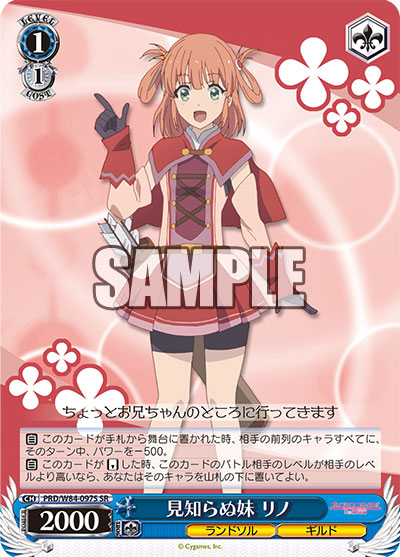 LEVEL
1
1
COST
SAMPLE
ちょっとお兄ちゃんのところに行ってきます
このカードが手札から舞台に置かれた時、相手の前列のキャラすべてに、
そのターン中、パワーを-500。
このカードが した時、このカードのバトル相手のレベルが相手の
レベルより高いなら、あなたはそのキャラを山札の下に置いてよい。
CH PRD/W84-097S SR
POWER
2000
見知らぬ妹 リノ
ランドソル ギルド
© Cygames, Inc.